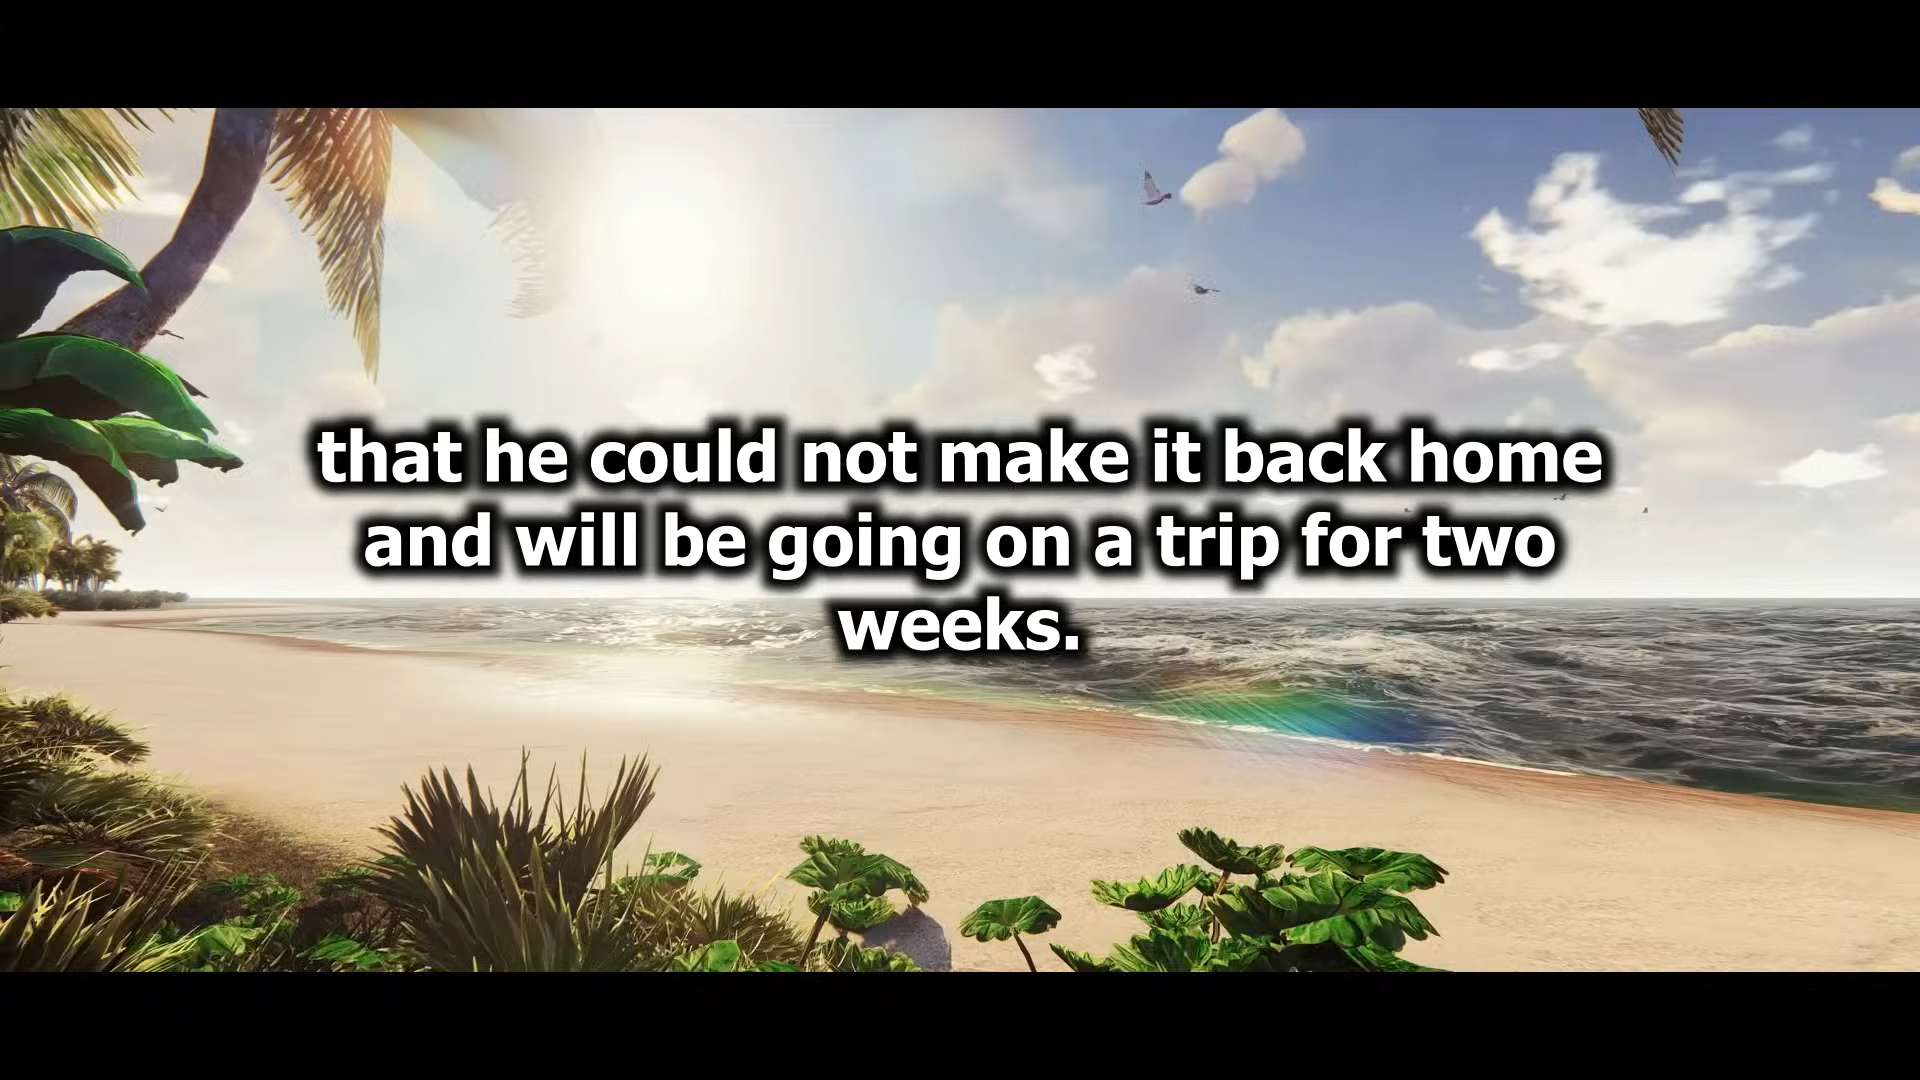 that he could not make it back home
and will be going on a trip for two
weeks.